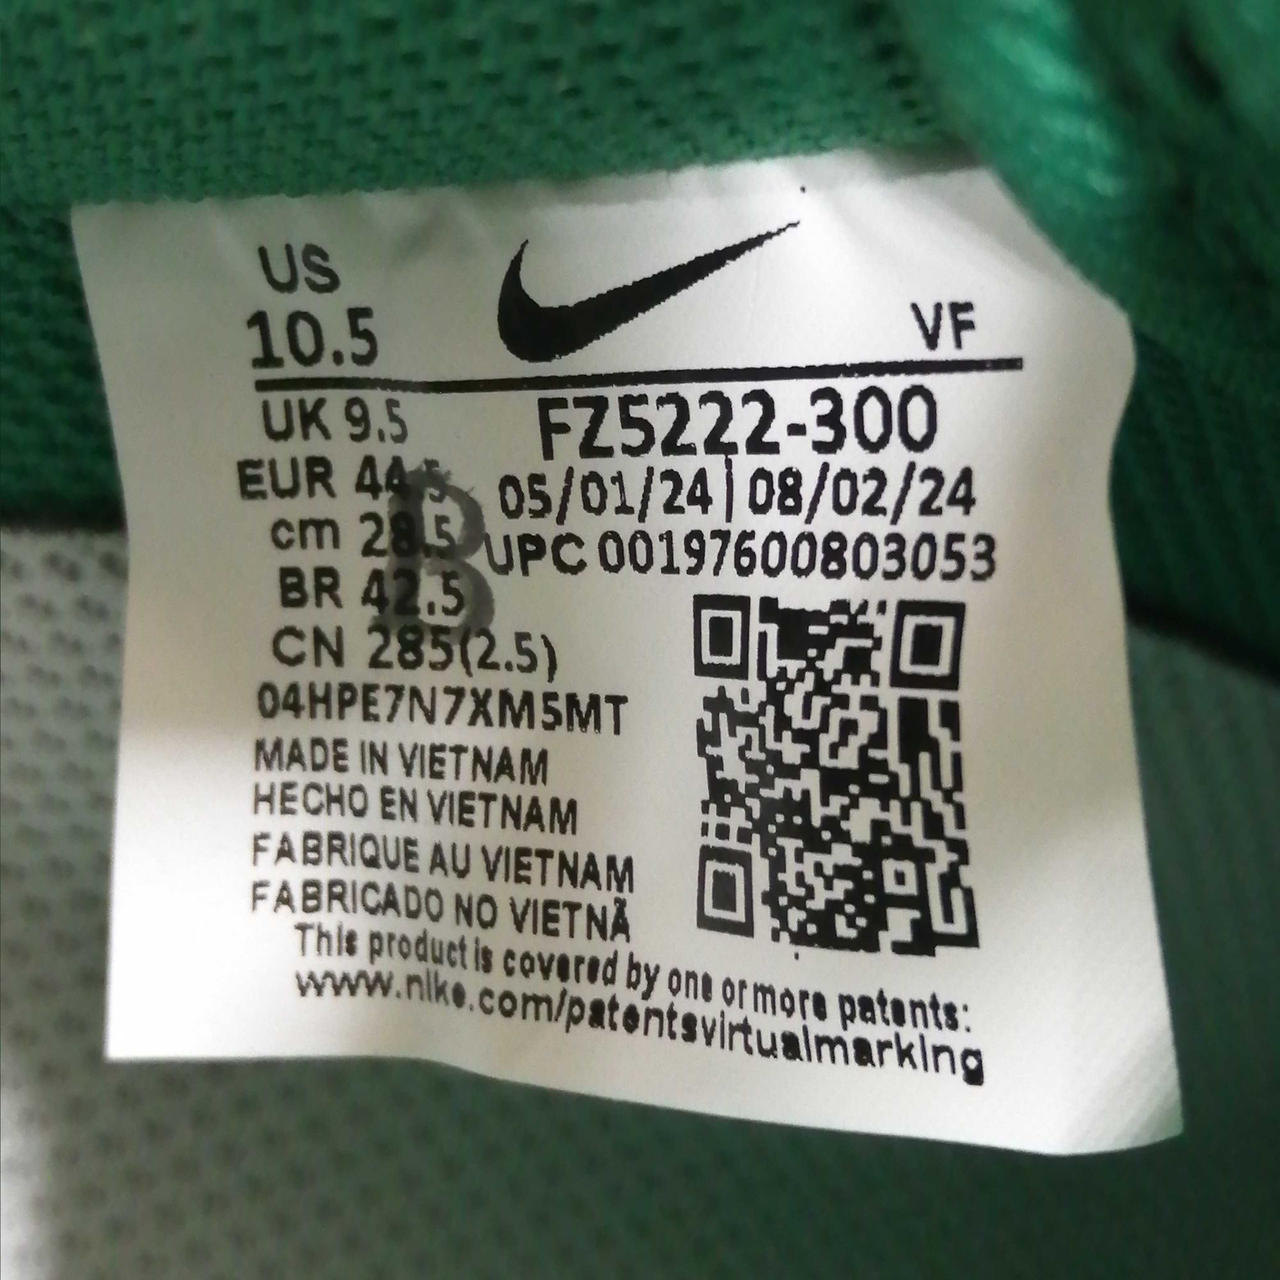 US
10.5
VF
UK 9.5
FZ5222-300
EUR 44.5
05/01/24|08/02/24
cm 28.5
UPC 00197600803053
BR 42.5
CN 285(2.5)
04HPE7N7XM5MT
MADE IN VIETNAM
HECHO EN VIETNAM
FABRIQUE AU VIETNAM
FABRICADO NO VIETNÃ
This product is covered by one or more patents:
www.nike.com/patentsvirtualmarking
B